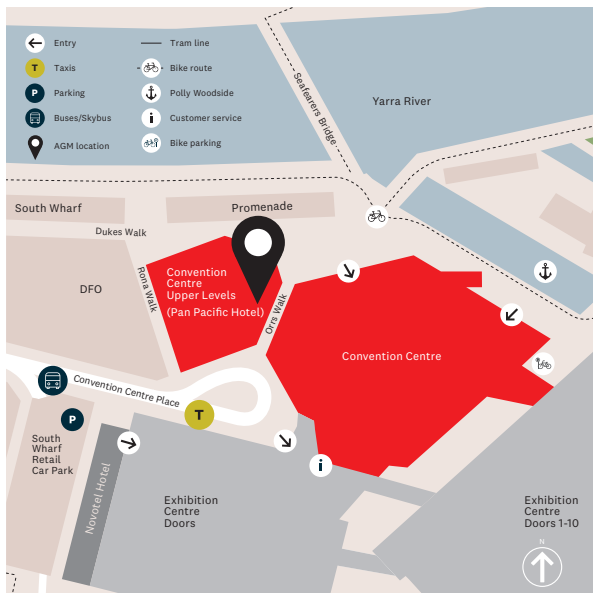 Entry
Tram line
T
Taxis
Bike route
P
Parking
Polly Woodside
Buses/Skybus
i
Customer service
AGM location
Bike parking
Seafearers Bridge
Yarra River
South Wharf
Promenade
Dukes Walk
DFO
Rona Walk
Convention
Centre
Upper Levels
(Pan Pacific Hotel)
Orrs Walk
Convention Centre
Convention Centre Place
T
P
South
Wharf
Retail
Car Park
Novotel Hotel
i
Exhibition
Centre
Doors
Exhibition
Centre
Doors 1-10
N